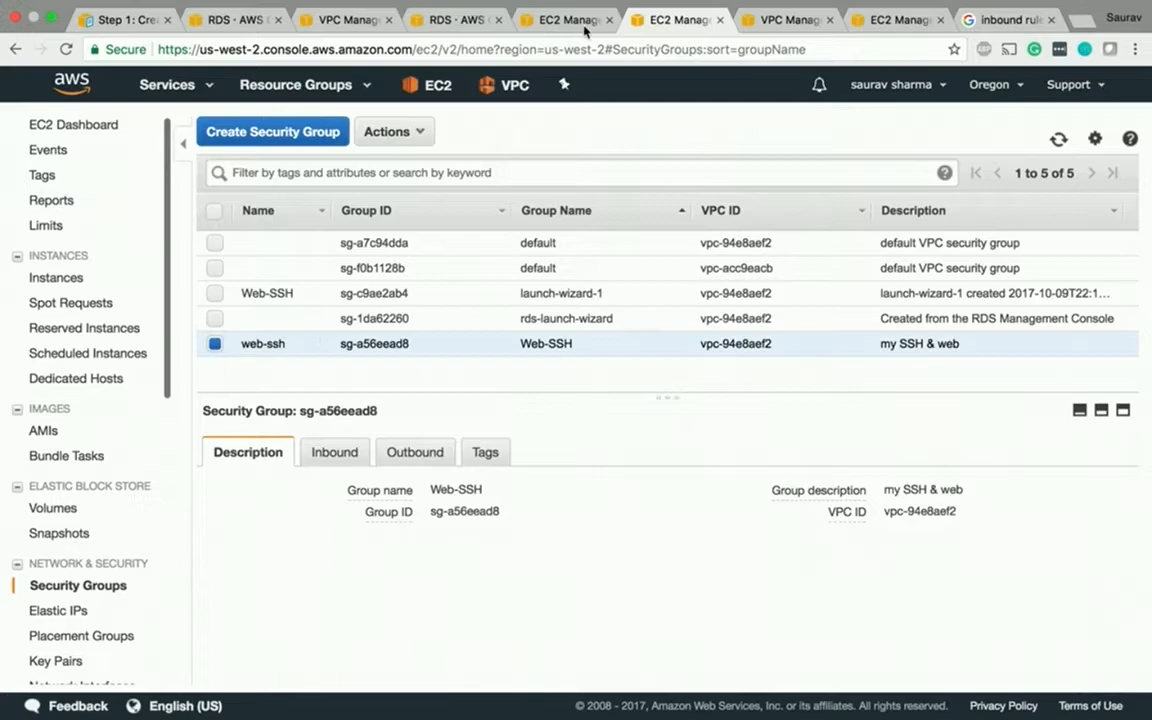 Step 1: Cre
RDS · AWS
VPC Manag
RDS · AWS
EC2 Manag
EC2 Manag
VPC Manag
EC2 Manag
inbound rule
Saurav
Secure
https://us-west-2.console.aws.amazon.com/ec2/v2/home?region=us-west-2#SecurityGroups:sort=groupName
aws
Services
Resource Groups
EC2
VPC
saurav sharma
Oregon
Support
EC2 Dashboard
Events
Tags
Reports
Limits
INSTANCES
Instances
Spot Requests
Reserved Instances
Scheduled Instances
Dedicated Hosts
IMAGES
AMIs
Bundle Tasks
ELASTIC BLOCK STORE
Volumes
Snapshots
NETWORK & SECURITY
Security Groups
Elastic IPs
Placement Groups
Key Pairs
Create Security Group
Actions
Filter by tags and attributes or search by keyword
1 to 5 of 5
Name Group ID Group Name VPC ID Description
sg-a7c94dda default vpc-94e8aef2 default VPC security group
sg-f0b1128b default vpc-acc9eacb default VPC security group
Web-SSH sg-c9ae2ab4 launch-wizard-1 vpc-94e8aef2 launch-wizard-1 created 2017-10-09T22:1...
sg-1da62260 rds-launch-wizard vpc-94e8aef2 Created from the RDS Management Console
web-ssh sg-a56eead8 Web-SSH vpc-94e8aef2 my SSH & web
Security Group: sg-a56eead8
Description Inbound Outbound Tags
Group name Web-SSH Group description my SSH & web
Group ID sg-a56eead8 VPC ID vpc-94e8aef2
Feedback
English (US)
© 2008 - 2017, Amazon Web Services, Inc. or its affiliates. All rights reserved.
Privacy Policy
Terms of Use